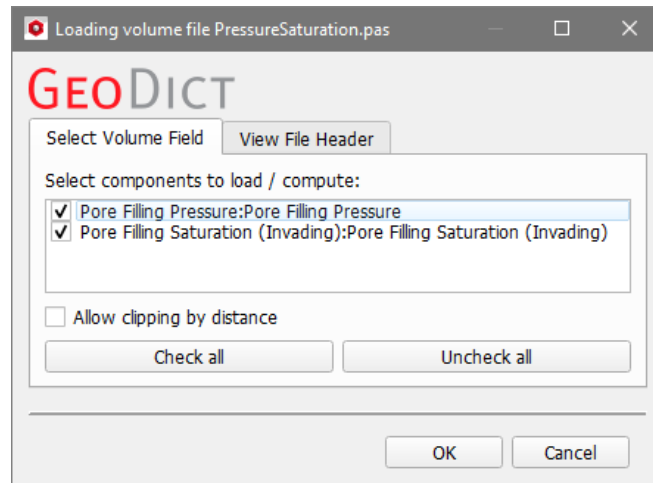 Loading volume file PressureSaturation.pas
GEODICT
Select Volume Field
View File Header
Select components to load / compute:
Pore Filling Pressure:Pore Filling Pressure
Pore Filling Saturation (Invading):Pore Filling Saturation (Invading)
Allow clipping by distance
Check all
Uncheck all
OK
Cancel